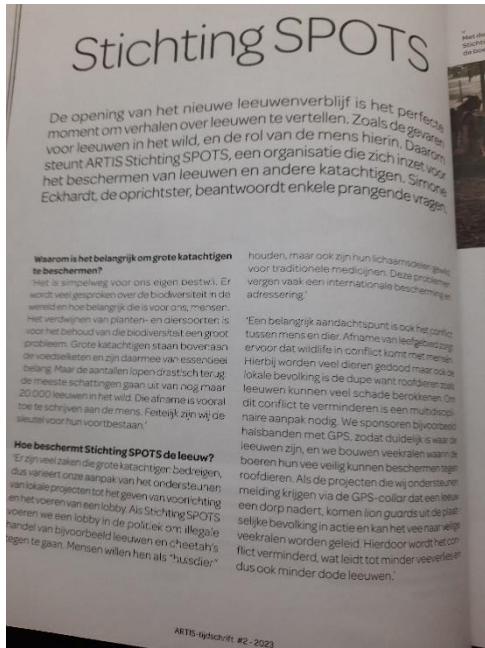 Stichting SPOTS
De opening van het nieuwe leeuwenverblijf is het perfecte
moment om verhalen over leeuwen te vertellen. Zoals de gevaren
voor leeuwen in het wild, en de rol van de mens hierin. Daarom
steunt ARTIS Stichting SPOTS, een organisatie die zich inzet voor
het beschermen van leeuwen en andere katachtigen. Simone
Eckhardt, de oprichtster, beantwoordt enkele prangende vragen.
Waarom is het belangrijk om grote katachtigen
te beschermen?
'Het is simpelweg voor ons eigen bestwil. Er
wordt veel gesproken over de biodiversiteit in de
wereld en hoe belangrijk die is voor ons, mensen.
Het verdwijnen van planten- en diersoorten is
voor het behoud van die biodiversiteit een groot
probleem. Grote katachtigen staan bovenaan
de voedselketen en zijn daarmee van essentieel
belang. Maar de aantallen lopen drastisch terug:
de meeste schattingen gaan uit van nog maar
20.000 leeuwen in het wild. Die afname is vooral
toe te schrijven aan de mens. Feitelijk zijn wij de
sleutel voor hun voortbestaan.'
Hoe beschermt Stichting SPOTS de leeuw?
'Er zijn veel zaken die grote katachtigen bedreigen,
dus varieert onze aanpak van het ondersteunen
van lokale projecten tot het geven van voorlichting
en het voeren van een lobby. Als Stichting SPOTS
voeren we een lobby in de politiek om illegale
handel van bijvoorbeeld leeuwen en cheeta's
tegen te gaan. Mensen willen hen als "huisdier"
houden, maar ook zijn hun lichaamsdelen gewild
voor traditionele medicijnen. Deze problemen
vergen vaak een internationale bescherming en
adressering.'
'Een belangrijk aandachtspunt is ook het conflict
tussen mens en dier. Afname van leefgebied zorgt
ervoor dat wildlife in conflict komt met mensen.
Hierbij worden veel dieren gedood maar ook de
lokale bevolking is de dupe want roofdieren zoals
leeuwen kunnen veel schade berokkenen. Om
dit conflict te verminderen is een multidiscipli-
naire aanpak nodig. We sponsoren bijvoorbeeld
halsbanden met GPS, zodat duidelijk is waar de
leeuwen zijn, en we bouwen veekralen waarin de
boeren hun vee veilig kunnen beschermen tegen
roofdieren. Als de projecten die wij ondersteunen
melding krijgen via de GPS-collar dat een leeuw
een dorp nadert, komen lion guards uit de plaat-
selijke bevolking in actie en kan het vee naar veilige
veekralen worden geleid. Hierdoor wordt het con-
flict verminderd, wat leidt tot minder veeverlies en
dus ook minder dode leeuwen.'
ARTIS-tijdschrift #2 - 2023
Met de
Sticht
de boe